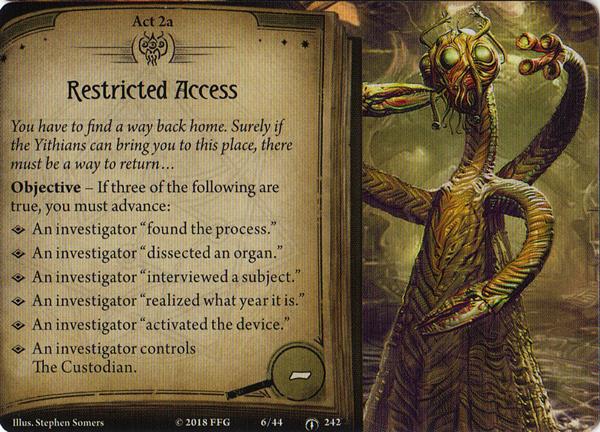 Act 2a
Restricted Access
You have to find a way back home. Surely if
the Yithians can bring you to this place, there
must be a way to return…
Objective – If three of the following are
true, you must advance:
An investigator “found the process.”
An investigator “dissected an organ.”
An investigator “interviewed a subject.”
An investigator “realized what year it is.”
An investigator “activated the device.”
An investigator controls
The Custodian.
–
Illus. Stephen Somers © 2018 FFG 6/44 242